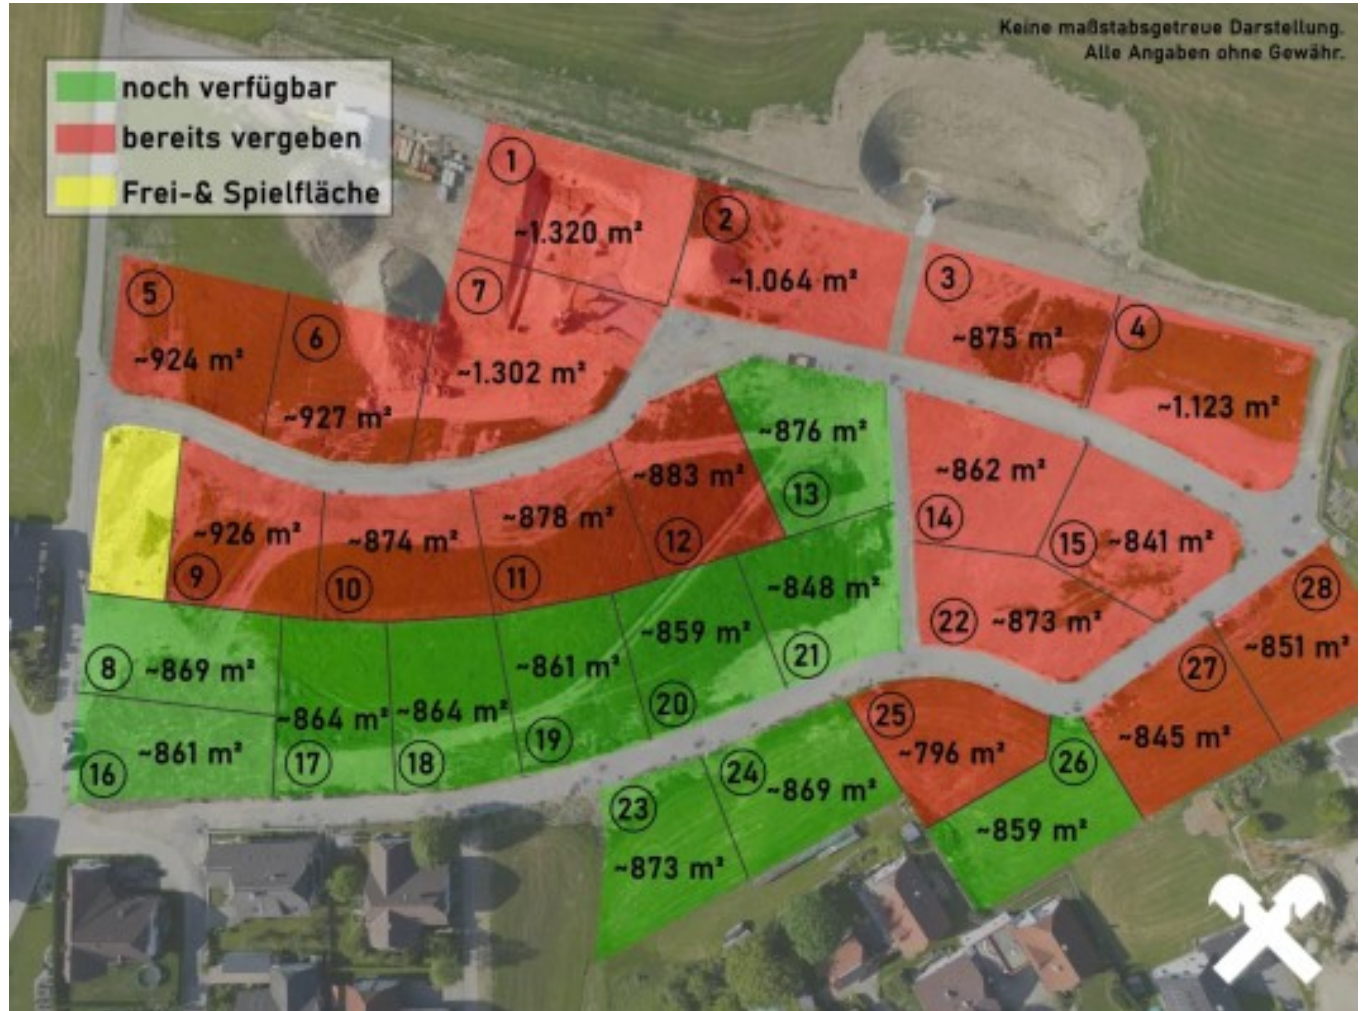 Keine maßstabsgetreue Darstellung.
Alle Angaben ohne Gewähr.
noch verfügbar
bereits vergeben
Frei-& Spielfläche
1
~1.320 m²
2
~1.064 m²
3
~875 m²
4
~1.123 m²
5
~924 m²
6
~927 m²
7
~1.302 m²
8
~869 m²
9
~926 m²
10
~874 m²
11
~878 m²
12
~883 m²
13
~876 m²
14
~862 m²
15
~841 m²
16
~861 m²
17
~864 m²
18
~864 m²
19
~861 m²
20
~859 m²
21
~848 m²
22
~873 m²
23
~873 m²
24
~869 m²
25
~796 m²
26
~859 m²
27
~845 m²
28
~851 m²